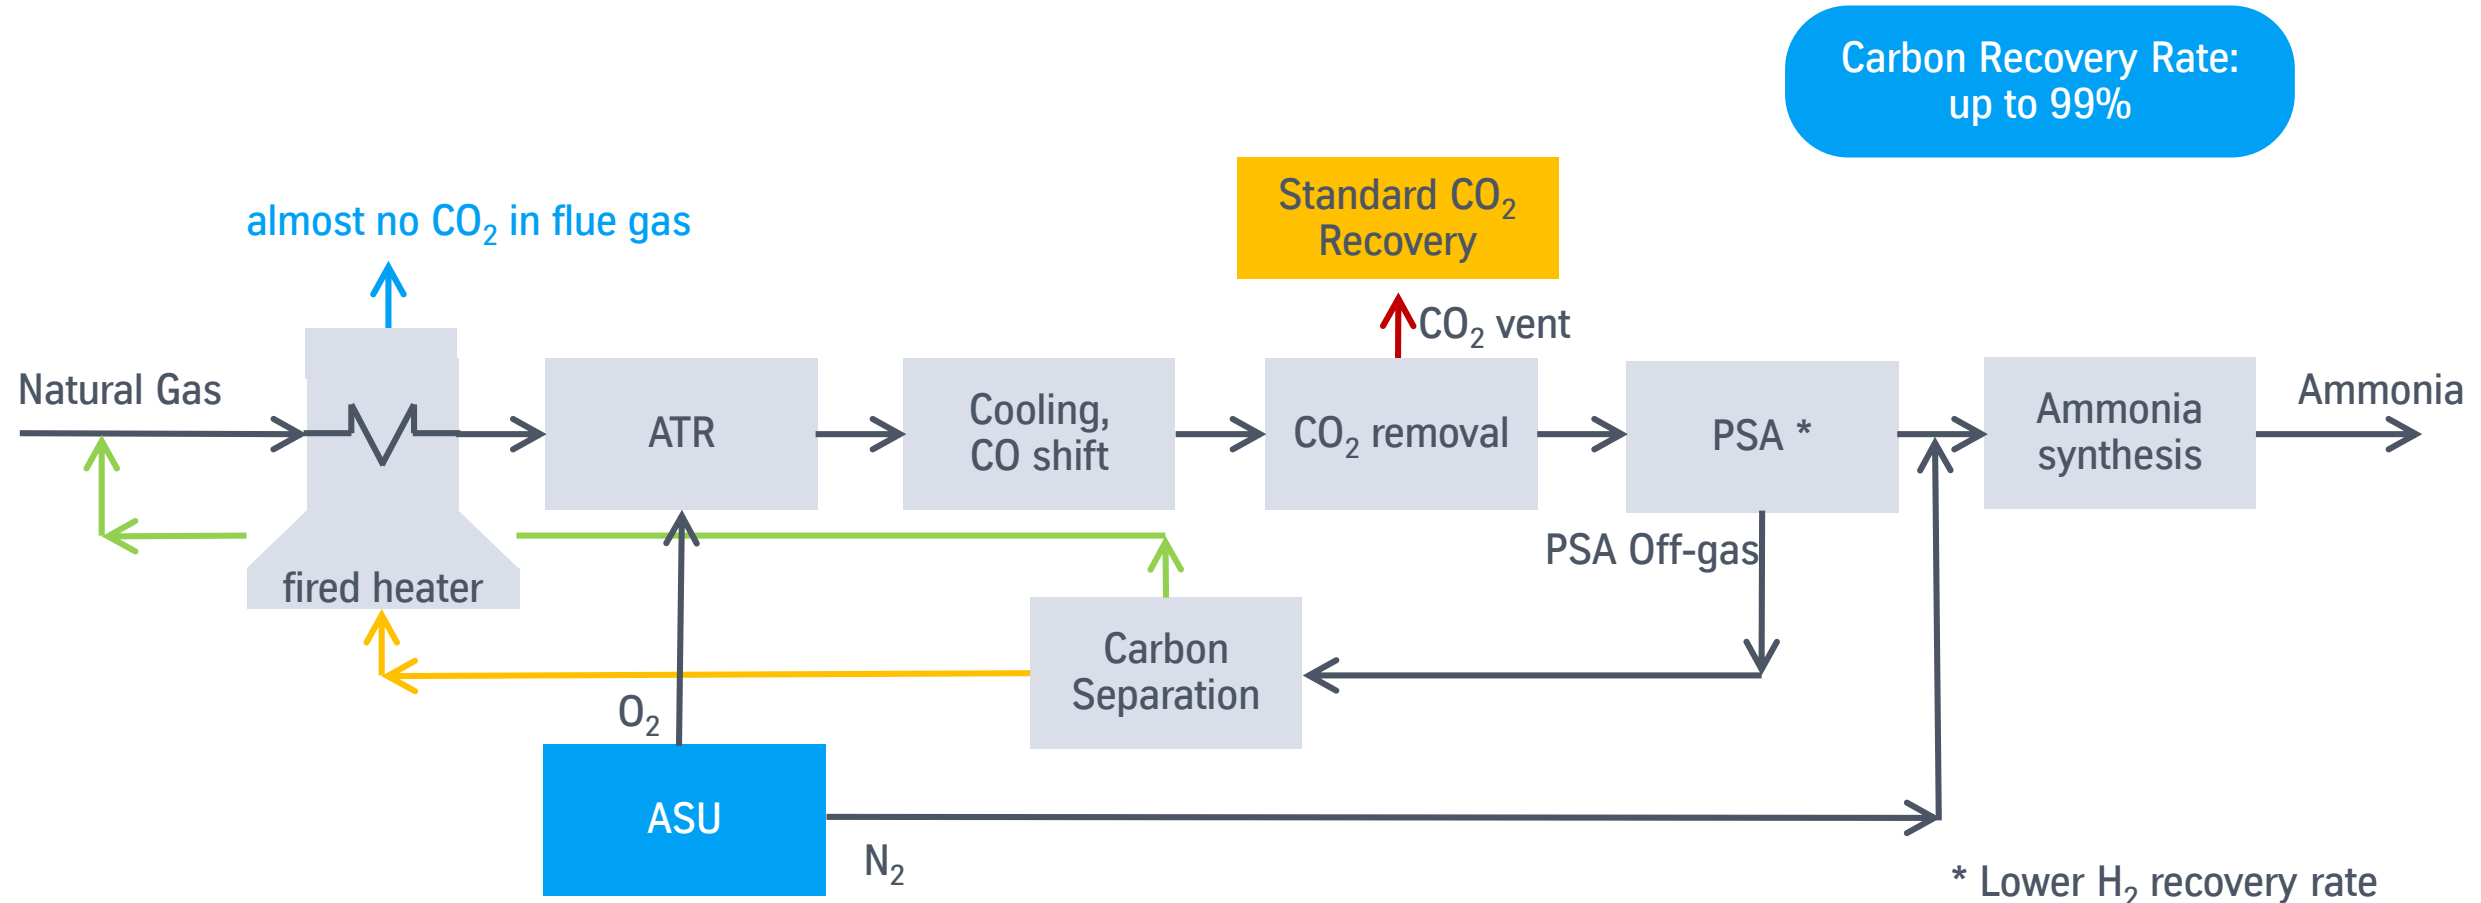 Carbon Recovery Rate:
up to 99%
Standard CO₂
Recovery
almost no CO₂ in flue gas
CO₂ vent
Natural Gas
ATR
Cooling,
CO shift
CO₂ removal
PSA *
Ammonia
synthesis
Ammonia
PSA Off-gas
fired heater
Carbon
Separation
O₂
ASU
N₂
* Lower H₂ recovery rate